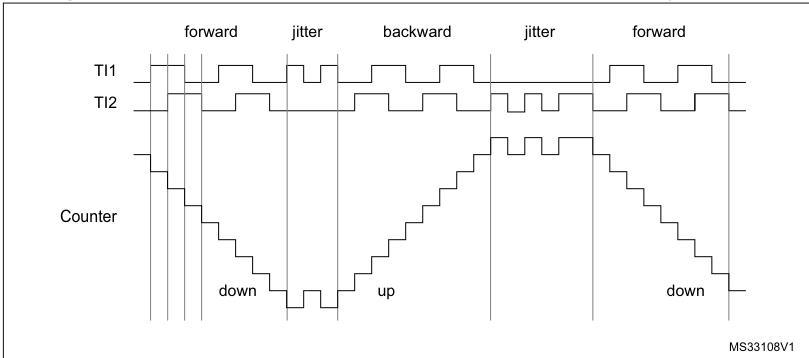 forward jitter backward jitter forward
TI1
TI2
Counter
down up down
MS33108V1